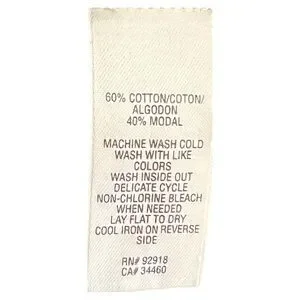 60% COTTON/COTON/
ALGODON
40% MODAL
MACHINE WASH COLD
WASH WITH LIKE
COLORS
WASH INSIDE OUT
DELICATE CYCLE
NON-CHLORINE BLEACH
WHEN NEEDED
LAY FLAT TO DRY
COOL IRON ON REVERSE
SIDE
RN# 92918
CA# 34460